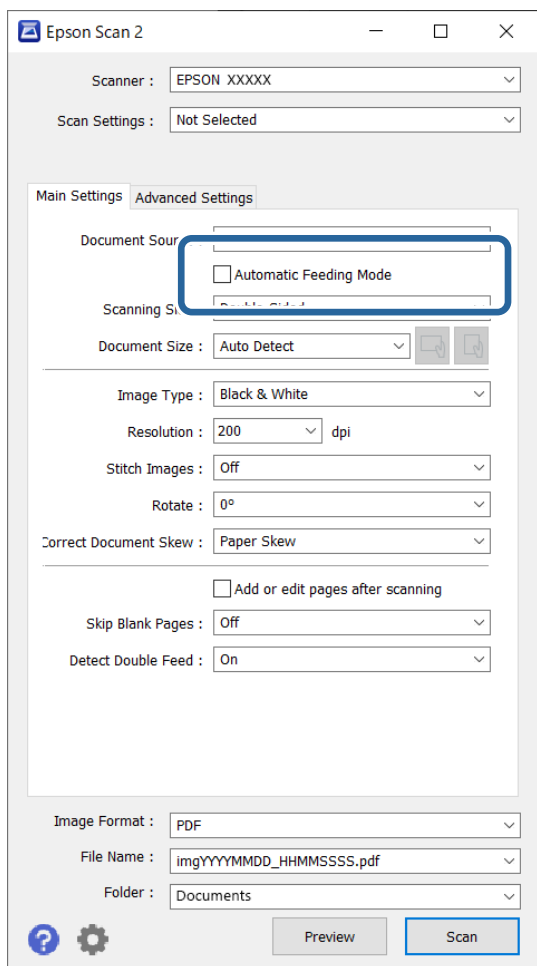 Epson Scan 2
Scanner : EPSON XXXXX
Scan Settings : Not Selected
Main Settings Advanced Settings
Document
Automatic Feeding Mode
Scanning
Document Size : Auto Detect
Image Type : Black & White
Resolution : 200 dpi
Stitch Images : Off
Rotate : 0°
Correct Document Skew : Paper Skew
Add or edit pages after scanning
Skip Blank Pages : Off
Detect Double Feed : On
Image Format : PDF
File Name : imgYYYYMMDD_HHMMSSSS.pdf
Folder : Documents
? Preview Scan